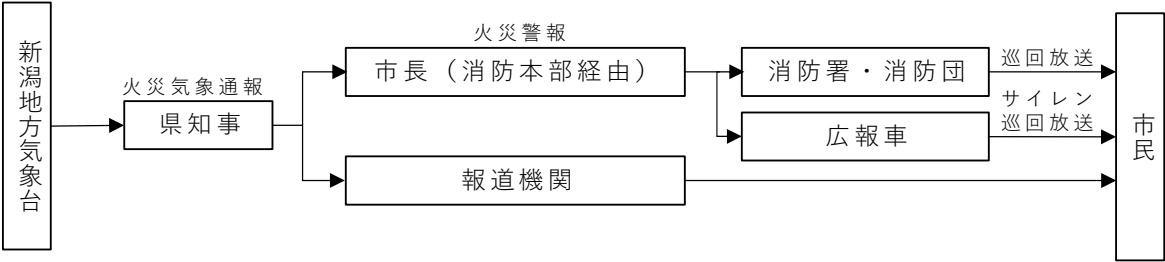 新潟地方気象台
火災気象通報
県知事
火災警報
市長（消防本部経由）
報道機関
消防署・消防団
広報車
巡回放送
サイレン
巡回放送
市民